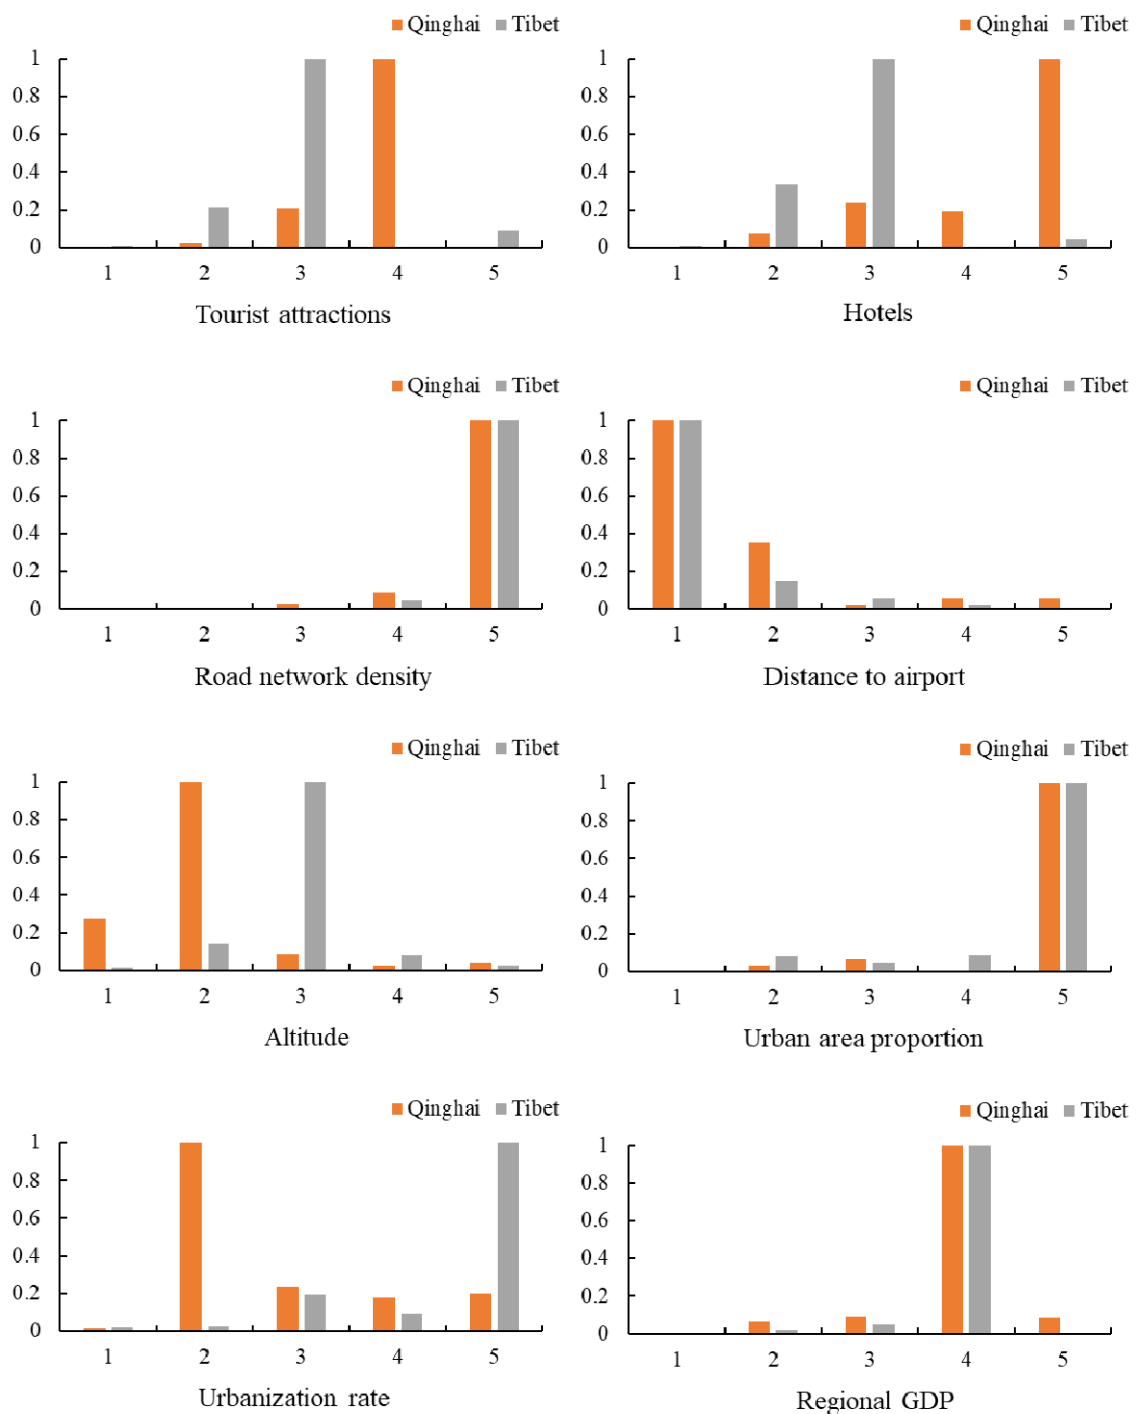 Qinghai Tibet
1
0.8
0.6
0.4
0.2
0
1 2 3 4 5
Tourist attractions
Qinghai Tibet
1
0.8
0.6
0.4
0.2
0
1 2 3 4 5
Hotels
Qinghai Tibet
1
0.8
0.6
0.4
0.2
0
1 2 3 4 5
Road network density
Qinghai Tibet
1
0.8
0.6
0.4
0.2
0
1 2 3 4 5
Distance to airport
Qinghai Tibet
1
0.8
0.6
0.4
0.2
0
1 2 3 4 5
Altitude
Qinghai Tibet
1
0.8
0.6
0.4
0.2
0
1 2 3 4 5
Urban area proportion
Qinghai Tibet
1
0.8
0.6
0.4
0.2
0
1 2 3 4 5
Urbanization rate
Qinghai Tibet
1
0.8
0.6
0.4
0.2
0
1 2 3 4 5
Regional GDP